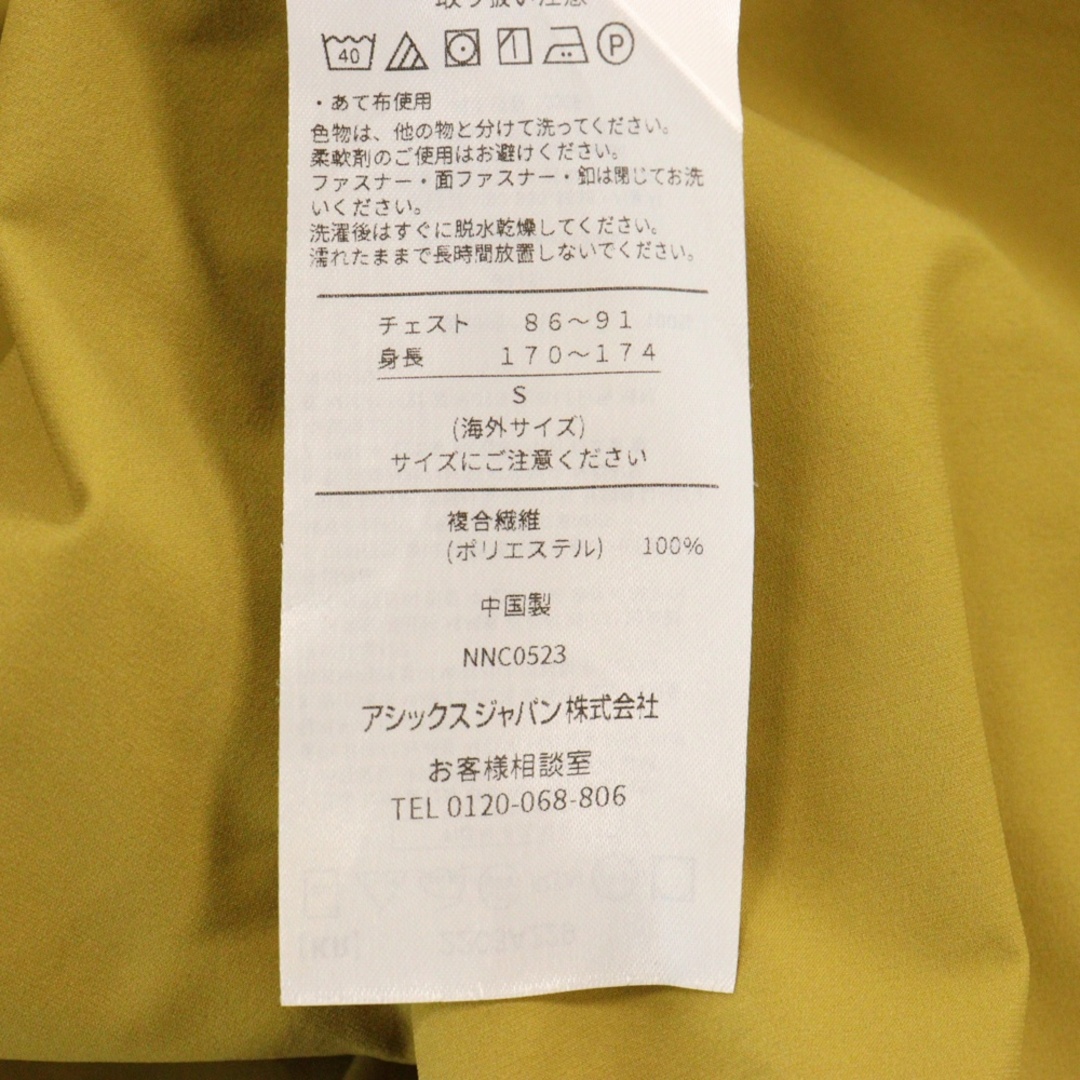 取り扱い注意
40 P
・あて布使用
色物は、他の物と分けて洗ってください。
柔軟剤のご使用はお避けください。
ファスナー・面ファスナー・釦は閉じてお洗
いください。
洗濯後はすぐに脱水乾燥してください。
濡れたままで長時間放置しないでください。
チェスト 86〜91
身長 170〜174
S
(海外サイズ)
サイズにご注意ください
複合繊維
(ポリエステル) 100%
中国製
NNC0523
アシックスジャパン株式会社
お客様相談室
TEL 0120-068-806